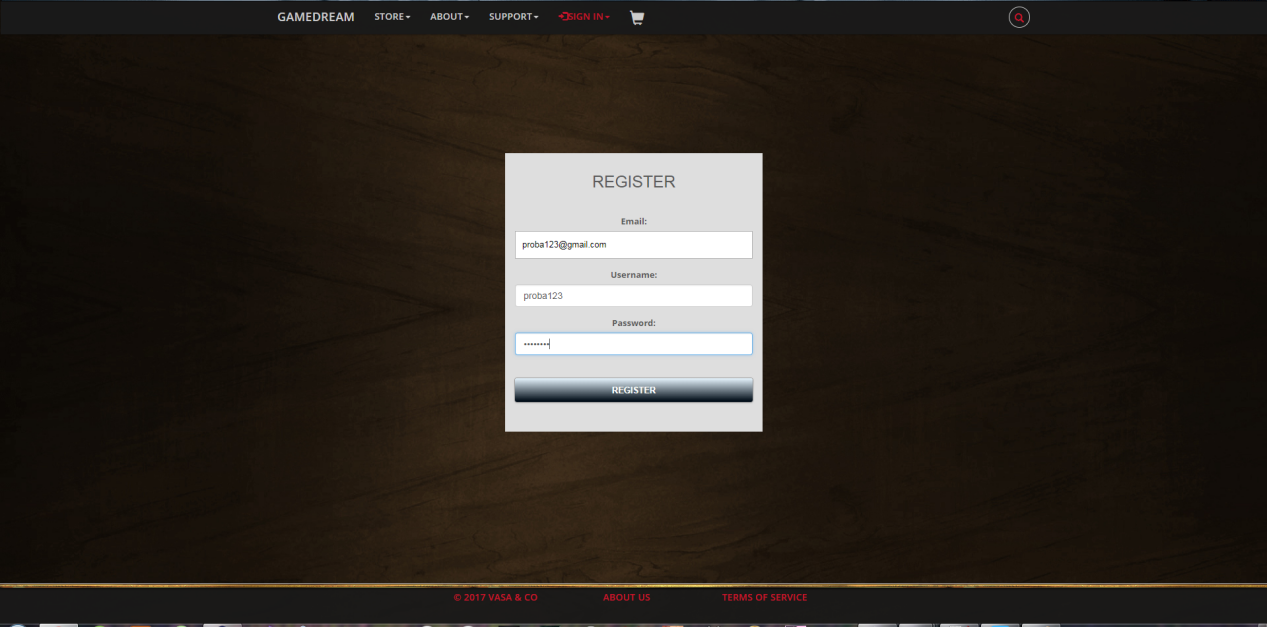 GAMEDREAM STORE ABOUT SUPPORT SIGN IN
REGISTER
Email:
proba123@gmail.com
Username:
proba123
Password:
••••••••
REGISTER
© 2017 VASA & CO ABOUT US TERMS OF SERVICE